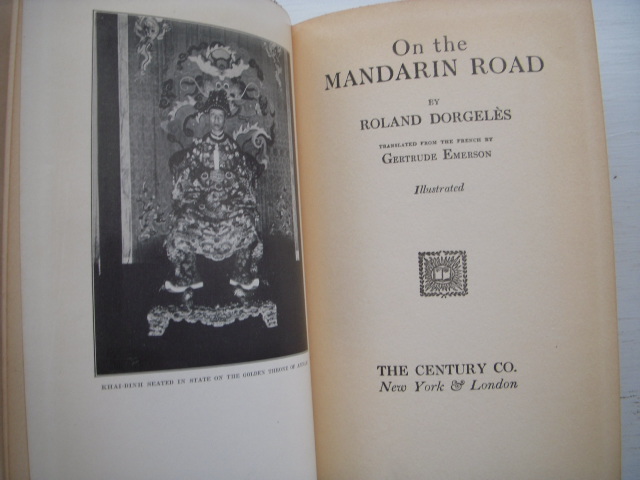 KHAI-DINH SEATED IN STATE ON THE GOLDEN THRONE OF
On the
MANDARIN ROAD
BY
ROLAND DORGELÈS
TRANSLATED FROM THE FRENCH BY
GERTRUDE EMERSON
Illustrated
THE CENTURY CO.
New York & London